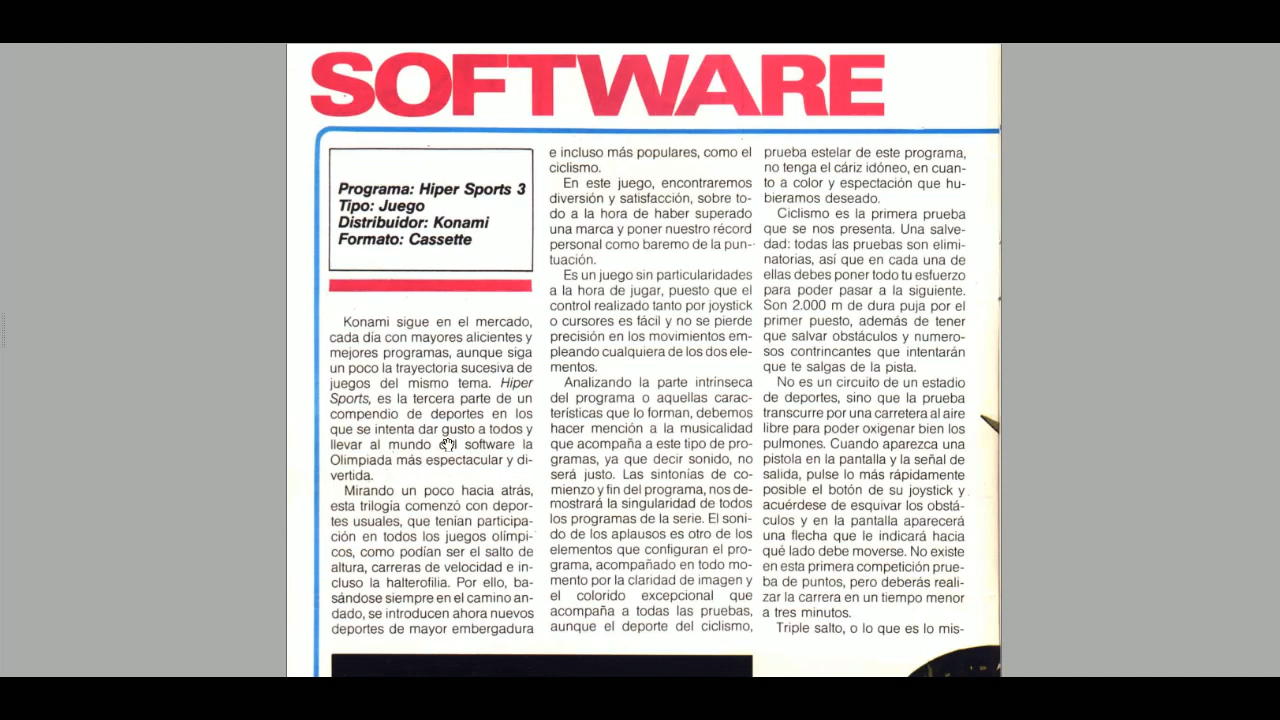 SOFTWARE
Programa: Hiper Sports 3
Tipo: Juego
Distribuidor: Konami
Formato: Cassette
Konami sigue en el mercado,
cada día con mayores alicientes y
mejores programas, aunque siga
un poco la trayectoria sucesiva de
juegos del mismo tema. Hiper
Sports, es la tercera parte de un
compendio de deportes en los
que se intenta dar gusto a todos y
llevar al mundo del software la
Olimpiada más espectacular y di-
vertida.
Mirando un poco hacia atrás,
esta trilogía comenzó con depor-
tes usuales, que tenían participa-
ción en todos los juegos olímpi-
cos, como podían ser el salto de
altura, carreras de velocidad e in-
cluso la halterofilia. Por ello, ba-
sándose siempre en el camino an-
dado, se introducen ahora nuevos
deportes de mayor embergadura
e incluso más populares, como el
ciclismo.
En este juego, encontraremos
diversión y satisfacción, sobre to-
do a la hora de haber superado
una marca y poner nuestro récord
personal como baremo de la pun-
tuación.
Es un juego sin particularidades
a la hora de jugar, puesto que el
control realizado tanto por joystick
o cursores es fácil y no se pierde
precisión en los movimientos em-
pleando cualquiera de los dos ele-
mentos.
Analizando la parte intrínseca
del programa o aquellas carac-
terísticas que lo forman, debemos
hacer mención a la musicalidad
que acompaña a este tipo de pro-
gramas, ya que decir sonido, no
será justo. Las sintonías de co-
mienzo y fin del programa, nos de-
mostrará la singularidad de todos
los programas de la serie. El soni-
do de los aplausos es otro de los
elementos que configuran el pro-
grama, acompañado en todo mo-
mento por la claridad de imagen y
el colorido excepcional que
acompaña a todas las pruebas,
aunque el deporte del ciclismo,
prueba estelar de este programa,
no tenga el cáriz idóneo, en cuan-
to a color y espectación que hu-
bieramos deseado.
Ciclismo es la primera prueba
que se nos presenta. Una salve-
dad: todas las pruebas son elimi-
natorias, así que en cada una de
ellas debes poner todo tu esfuerzo
para poder pasar a la siguiente.
Son 2.000 m de dura puja por el
primer puesto, además de tener
que salvar obstáculos y numero-
sos contrincantes que intentarán
que te salgas de la pista.
No es un circuito de un estadio
de deportes, sino que la prueba
transcurre por una carretera al aire
libre para poder oxigenar bien los
pulmones. Cuando aparezca una
pistola en la pantalla y la señal de
salida, pulse lo más rápidamente
posible el botón de su joystick y
acuérdese de esquivar los obstá-
culos y en la pantalla aparecerá
una flecha que le indicará hacia
qué lado debe moverse. No existe
en esta primera competición prue-
ba de puntos, pero deberás reali-
zar la carrera en un tiempo menor
a tres minutos.
Triple salto, o lo que es lo mis-